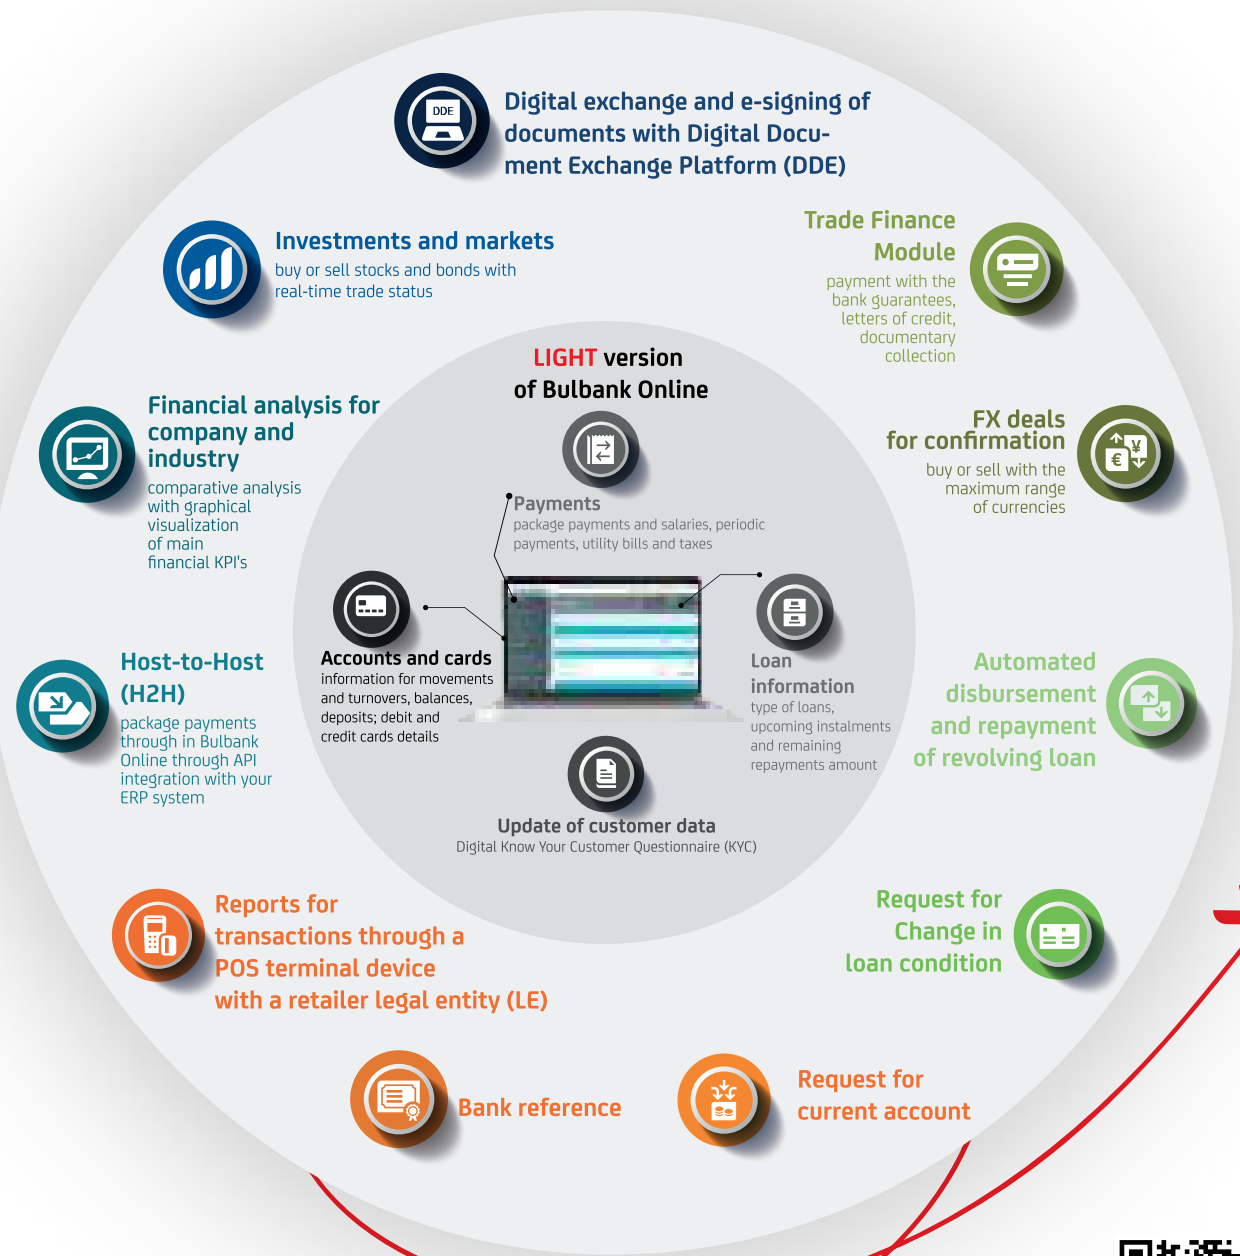 DDE
Digital exchange and e-signing of
documents with Digital Docu-
ment Exchange Platform (DDE)
Investments and markets
buy or sell stocks and bonds with
real-time trade status
Trade Finance
Module
payment with the
bank guarantees,
letters of credit,
documentary
collection
LIGHT version
of Bulbank Online
Financial analysis for
company and
industry
comparative analysis
with graphical
visualization
of main
financial KPI's
FX deals
for confirmation
buy or sell with the
maximum range
of currencies
¥
€
Payments
package payments and salaries, periodic
payments, utility bills and taxes
Accounts and cards
information for movements
and turnovers, balances,
deposits; debit and
credit cards details
Loan
information
type of loans,
upcoming instalments
and remaining
repayments amount
Host-to-Host
(H2H)
package payments
through in Bulbank
Online through API
integration with your
ERP system
Automated
disbursement
and repayment
of revolving loan
Update of customer data
Digital Know Your Customer Questionnaire (KYC)
Reports for
transactions through a
POS terminal device
with a retailer legal entity (LE)
Request for
Change in
loan condition
Bank reference
Request for
current account